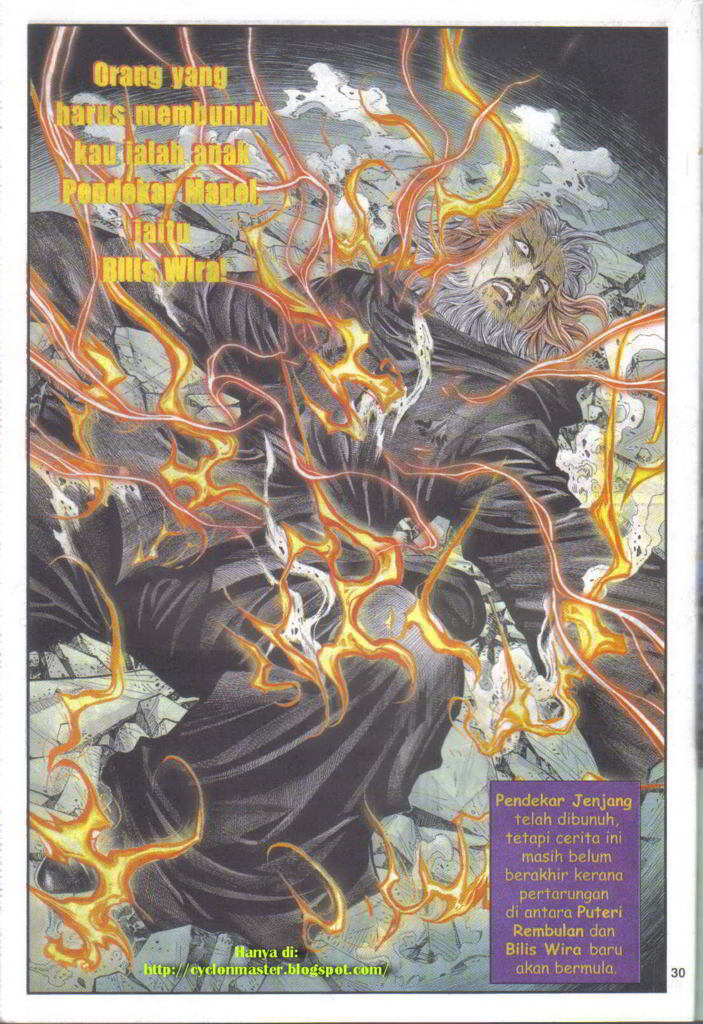 Orang yang
harus membunuh
kau ialah anak
Pendekar Mapel,
iaitu
Bilis Wira!
Pendekar Jenjang
telah dibunuh,
tetapi cerita ini
masih belum
berakhir kerana
pertarungan
di antara Puteri
Rembulan dan
Bilis Wira baru
akan bermula.
Hanya di:
http://cyclonmaster.blogspot.com/
30